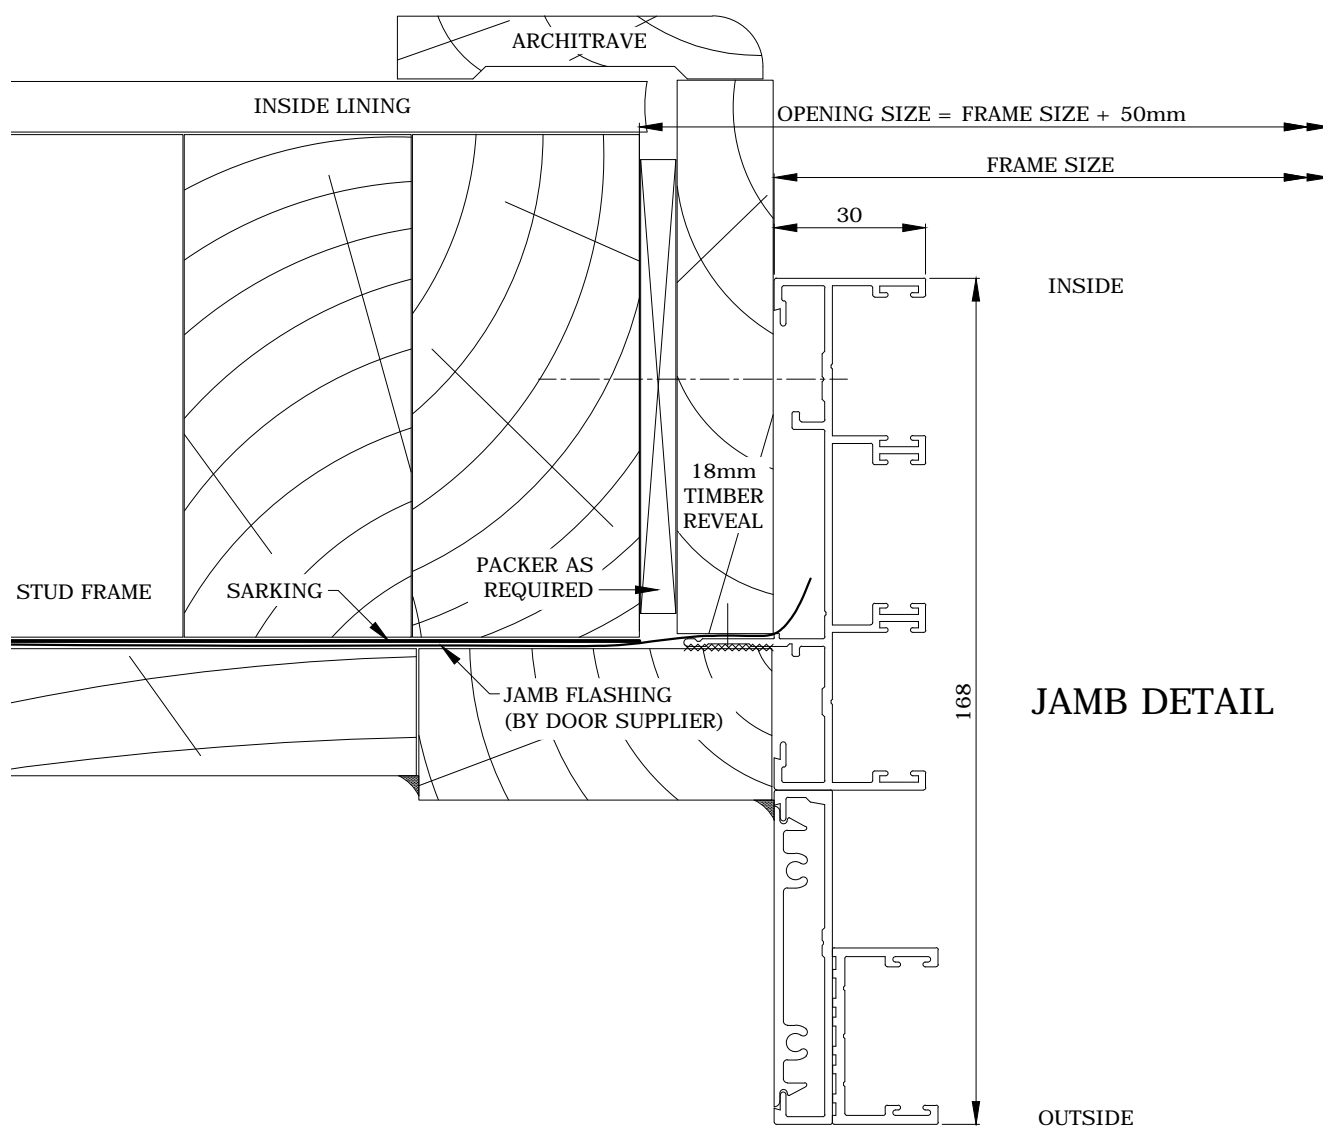 ARCHITRAVE
INSIDE LINING
OPENING SIZE = FRAME SIZE + 50mm
FRAME SIZE
30
INSIDE
18mm
TIMBER
REVEAL
PACKER AS
REQUIRED
STUD FRAME
SARKING
JAMB FLASHING
(BY DOOR SUPPLIER)
168
JAMB DETAIL
OUTSIDE